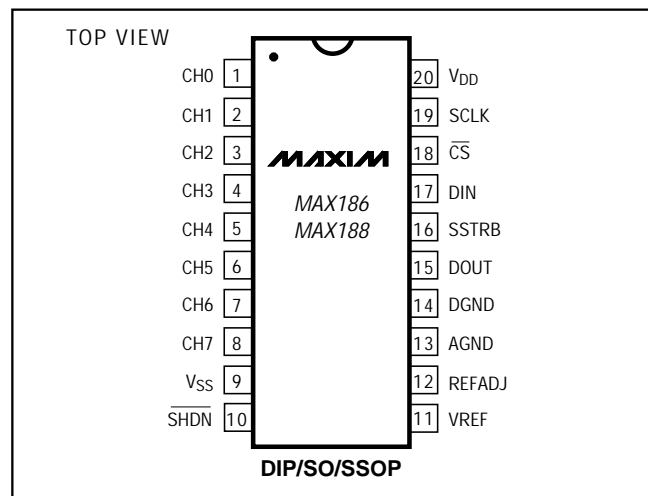 TOP VIEW
CH0 1
CH1 2
CH2 3
CH3 4
CH4 5
CH5 6
CH6 7
CH7 8
VSS 9
SHDN 10
MAXIM
MAX186
MAX188
20 VDD
19 SCLK
18 CS
17 DIN
16 SSTRB
15 DOUT
14 DGND
13 AGND
12 REFADJ
11 VREF
DIP/SO/SSOP